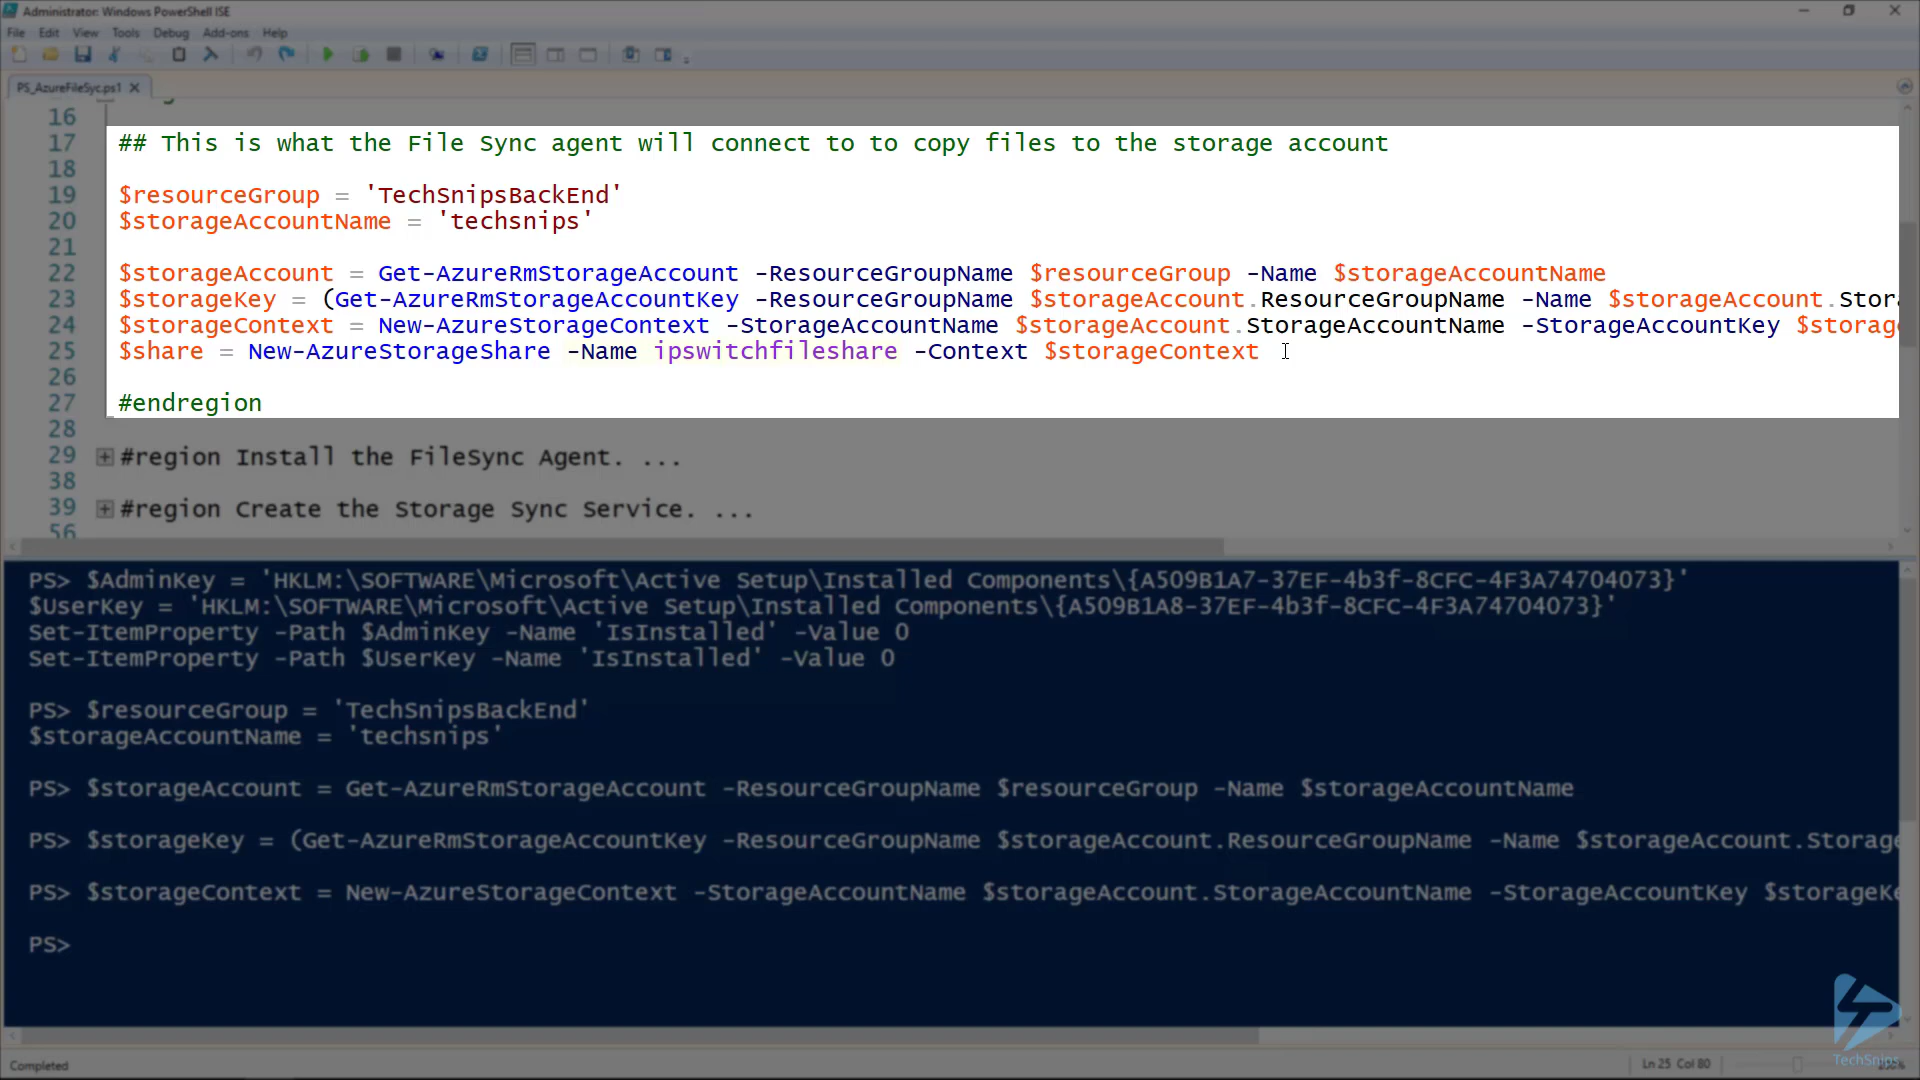 Administrator: Windows PowerShell ISE
File Edit View Tools Debug Add-ons Help
PS_AzureFileSyc.ps1
16
17 ## This is what the File Sync agent will connect to to copy files to the storage account
18
19 $resourceGroup = 'TechSnipsBackEnd'
20 $storageAccountName = 'techsnips'
21
22 $storageAccount = Get-AzureRmStorageAccount -ResourceGroupName $resourceGroup -Name $storageAccountName
23 $storageKey = (Get-AzureRmStorageAccountKey -ResourceGroupName $storageAccount.ResourceGroupName -Name $storageAccount.Stora
24 $storageContext = New-AzureStorageContext -StorageAccountName $storageAccount.StorageAccountName -StorageAccountKey $storage
25 $share = New-AzureStorageShare -Name ipswitchfileshare -Context $storageContext
26
27 #endregion
28
29 #region Install the FileSync Agent. ...
38
39 #region Create the Storage Sync Service. ...
56
PS> $AdminKey = 'HKLM:\SOFTWARE\Microsoft\Active Setup\Installed Components\{A509B1A7-37EF-4b3f-8CFC-4F3A74704073}'
$UserKey = 'HKLM:\SOFTWARE\Microsoft\Active Setup\Installed Components\{A509B1A8-37EF-4b3f-8CFC-4F3A74704073}'
Set-ItemProperty -Path $AdminKey -Name 'IsInstalled' -Value 0
Set-ItemProperty -Path $UserKey -Name 'IsInstalled' -Value 0
PS> $resourceGroup = 'TechSnipsBackEnd'
$storageAccountName = 'techsnips'
PS> $storageAccount = Get-AzureRmStorageAccount -ResourceGroupName $resourceGroup -Name $storageAccountName
PS> $storageKey = (Get-AzureRmStorageAccountKey -ResourceGroupName $storageAccount.ResourceGroupName -Name $storageAccount.Storage
PS> $storageContext = New-AzureStorageContext -StorageAccountName $storageAccount.StorageAccountName -StorageAccountKey $storageKe
PS>
Completed
Ln 25 Col 80
TechSnips